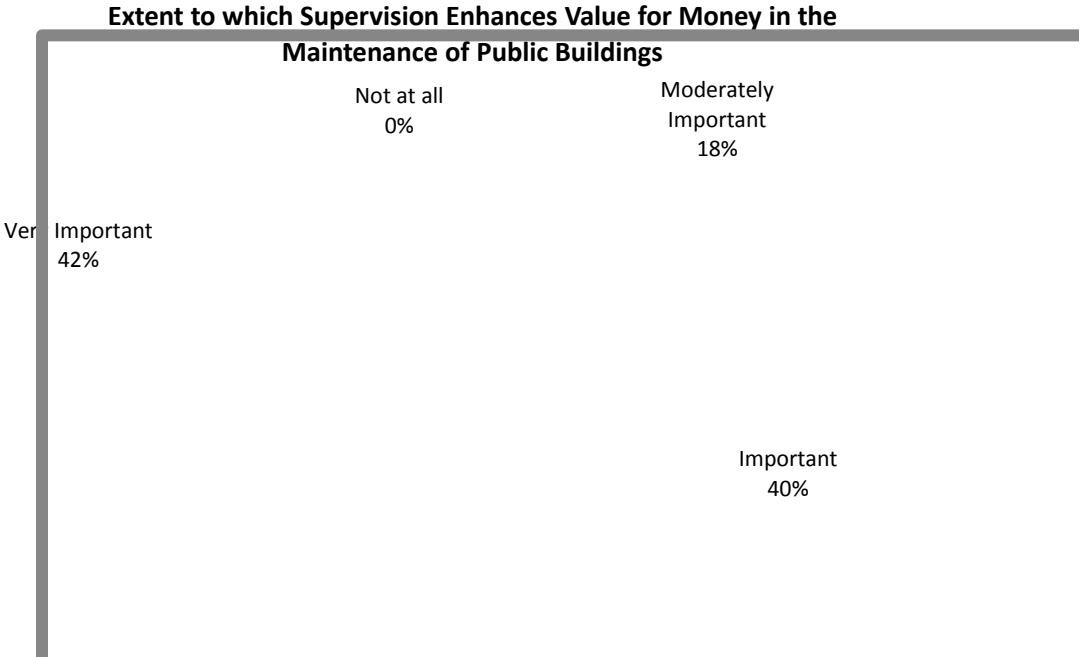 Extent to which Supervision Enhances Value for Money in the
Maintenance of Public Buildings
Not at all
0%
Moderately
Important
18%
Very Important
42%
Important
40%